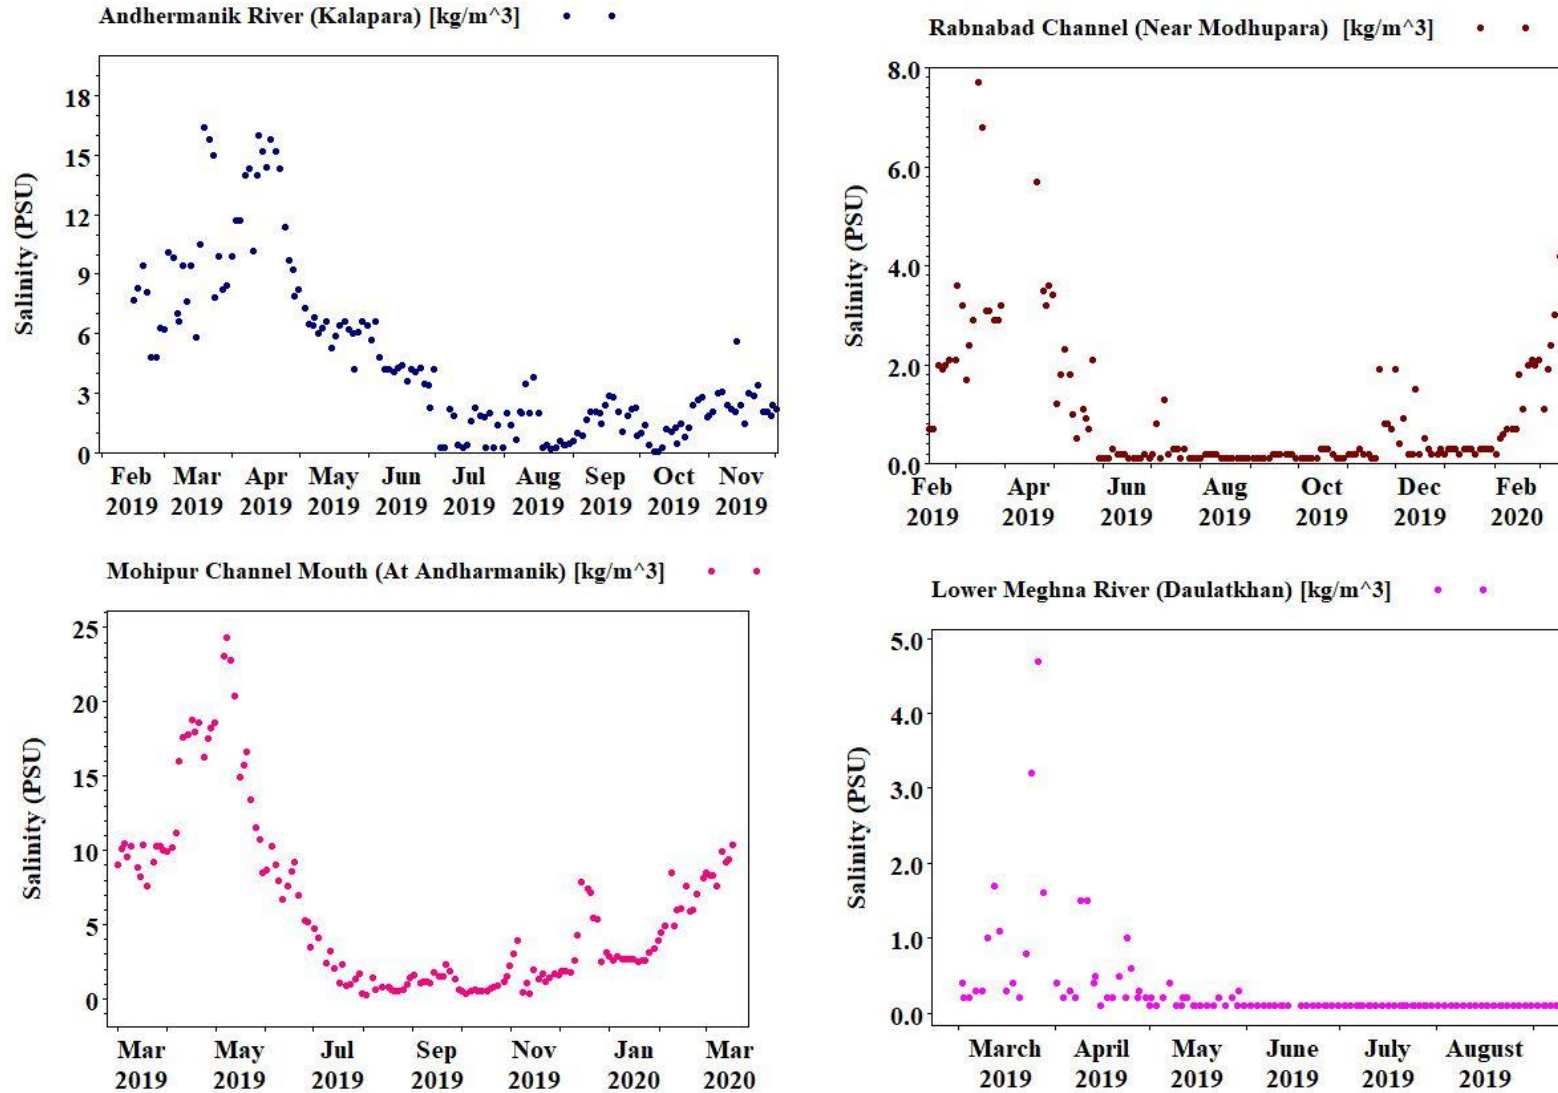 Andhermanik River (Kalapara) [kg/m^3]
Salinity (PSU)
18
15
12
9
6
3
0
Feb Mar Apr May Jun Jul Aug Sep Oct Nov
2019 2019 2019 2019 2019 2019 2019 2019 2019 2019
Rabnabad Channel (Near Modhupara) [kg/m^3]
Salinity (PSU)
8.0
6.0
4.0
2.0
0.0
Feb Apr Jun Aug Oct Dec Feb
2019 2019 2019 2019 2019 2019 2020
Mohipur Channel Mouth (At Andharmanik) [kg/m^3]
Salinity (PSU)
25
20
15
10
5
0
Mar May Jul Sep Nov Jan Mar
2019 2019 2019 2019 2019 2020 2020
Lower Meghna River (Daulatkhan) [kg/m^3]
Salinity (PSU)
5.0
4.0
3.0
2.0
1.0
0.0
March April May June July August
2019 2019 2019 2019 2019 2019